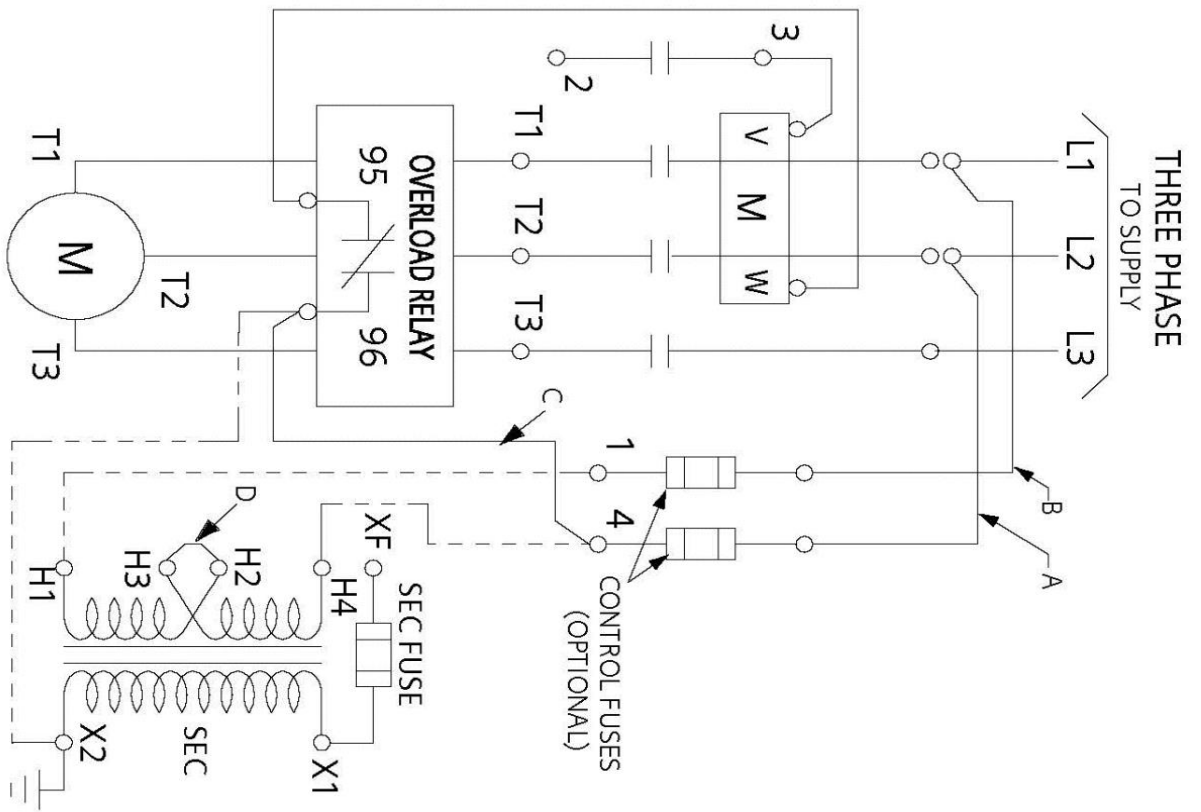 THREE PHASE
TO SUPPLY
L1
L2
L3
3
2
V
M
W
T1
T2
T3
B
A
1
4
CONTROL FUSES
(OPTIONAL)
C
OVERLOAD RELAY
95
96
T1
M
T2
T3
D
XF
SEC FUSE
H1
H3
H2
H4
SEC
X2
X1